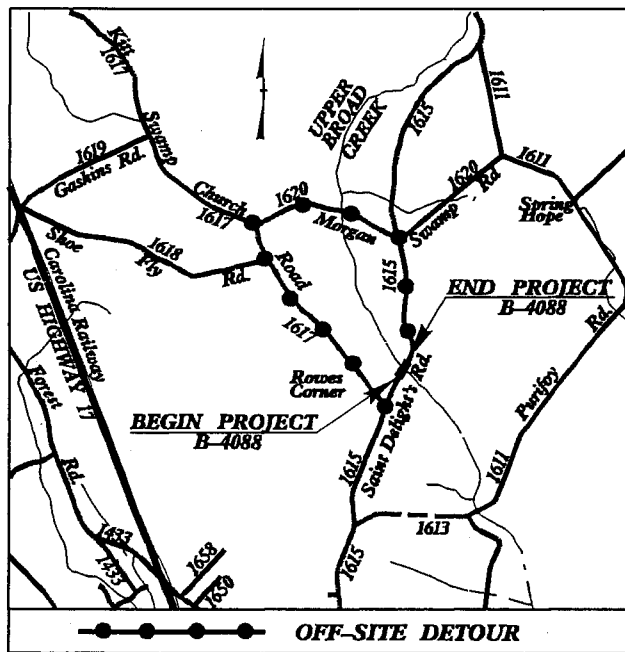 Kitt
1617
Swamp
1619
Gaskins Rd.
UPPER
BROAD
CREEK
1615
1611
1620
Swamp
Rd
1611
Spring
Hope
Church
1617
1620
Morgan
Shoe
Fly
1618
Rd.
Road
1617
1615
END PROJECT
B-4088
Carolina Railway
US HIGHWAY 17
Rowes
Corner
BEGIN PROJECT
B-4088
Saint Delight's Rd.
Purifoy
Rd.
1611
Forest
Rd.
1615
1613
1433
1433
1658
1650
1615
OFF-SITE DETOUR